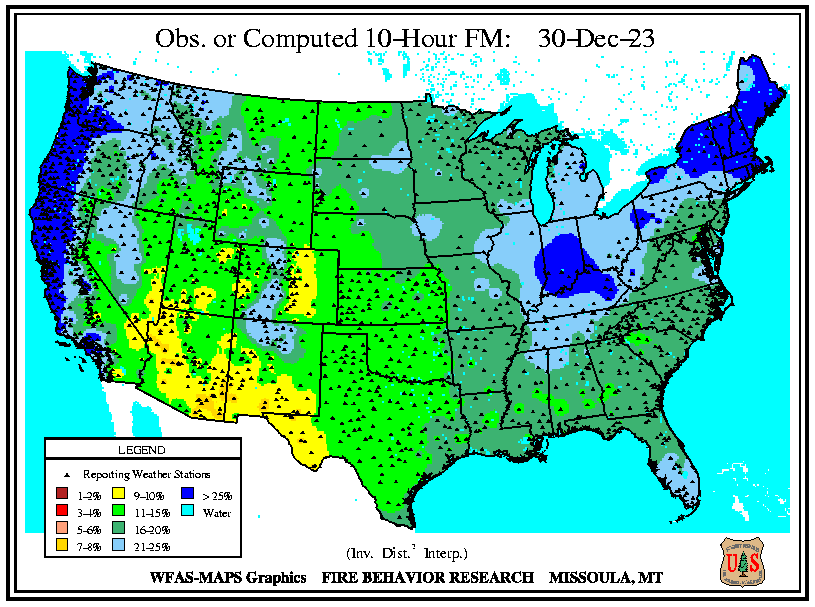 Obs. or Computed 10-Hour FM: 30-Dec-23
LEGEND
Reporting Weather Stations
1-2% 9-10% > 25%
3-4% 11-15% Water
5-6% 16-20%
7-8% 21-25%
(Inv. Dist.² Interp.)
WFAS-MAPS Graphics FIRE BEHAVIOR RESEARCH MISSOULA, MT
U S